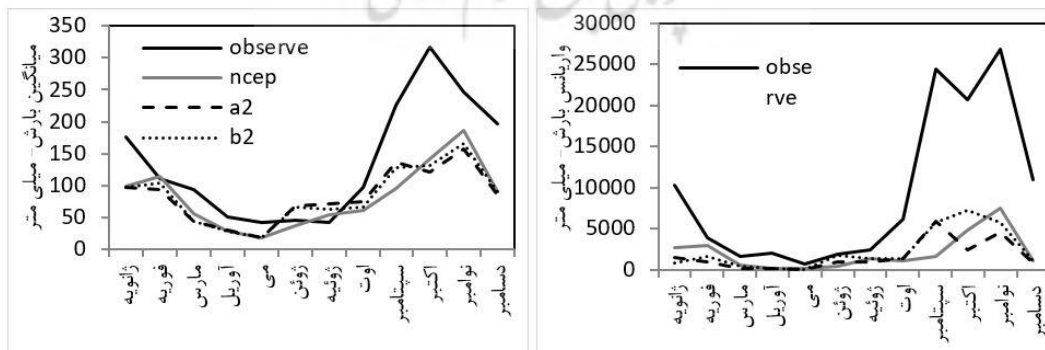 350
300
250
200
150
100
50
0
میانگین بارش - میلی متر
observe
ncep
a2
b2
ژانویه
فوریه
مارس
آوریل
می
ژوئن
ژوئیه
اوت
سپتامبر
اکتبر
نوامبر
دسامبر
30000
25000
20000
15000
10000
5000
0
واریانس بارش - میلی متر
obse
rve
ژانویه
فوریه
مارس
آوریل
می
ژوئن
ژوئیه
اوت
سپتامبر
اکتبر
نوامبر
دسامبر